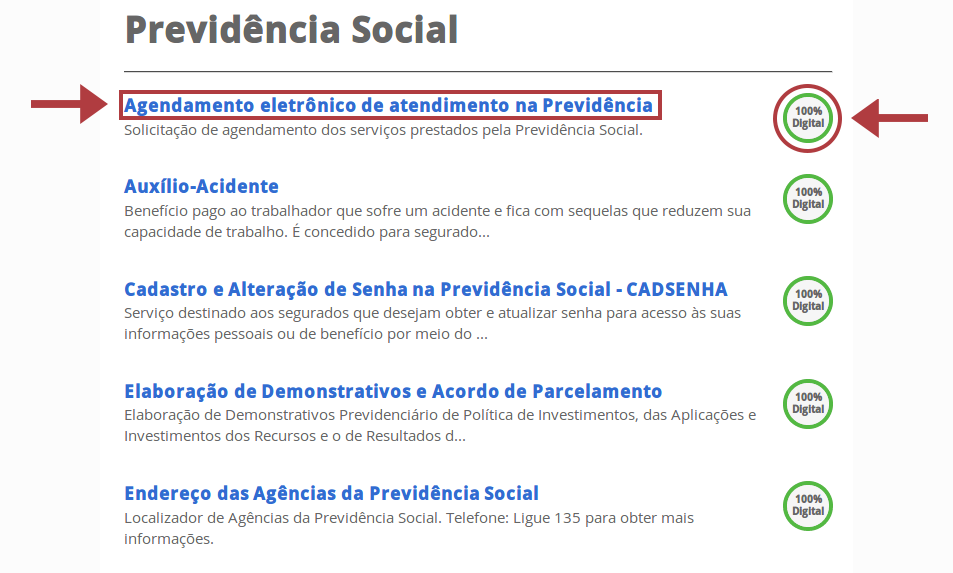 Previdência Social
Agendamento eletrônico de atendimento na Previdência
Solicitação de agendamento dos serviços prestados pela Previdência Social.
100%
Digital
Auxílio-Acidente
Benefício pago ao trabalhador que sofre um acidente e fica com sequelas que reduzem sua
capacidade de trabalho. É concedido para segurado...
100%
Digital
Cadastro e Alteração de Senha na Previdência Social - CADSENHA
Serviço destinado aos segurados que desejam obter e atualizar senha para acesso às suas
informações pessoais ou de benefício por meio do ...
100%
Digital
Elaboração de Demonstrativos e Acordo de Parcelamento
Elaboração de Demonstrativos Previdenciário de Política de Investimentos, das Aplicações e
Investimentos dos Recursos e o de Resultados d...
100%
Digital
Endereço das Agências da Previdência Social
Localizador de Agências da Previdência Social. Telefone: Ligue 135 para obter mais
informações.
100%
Digital